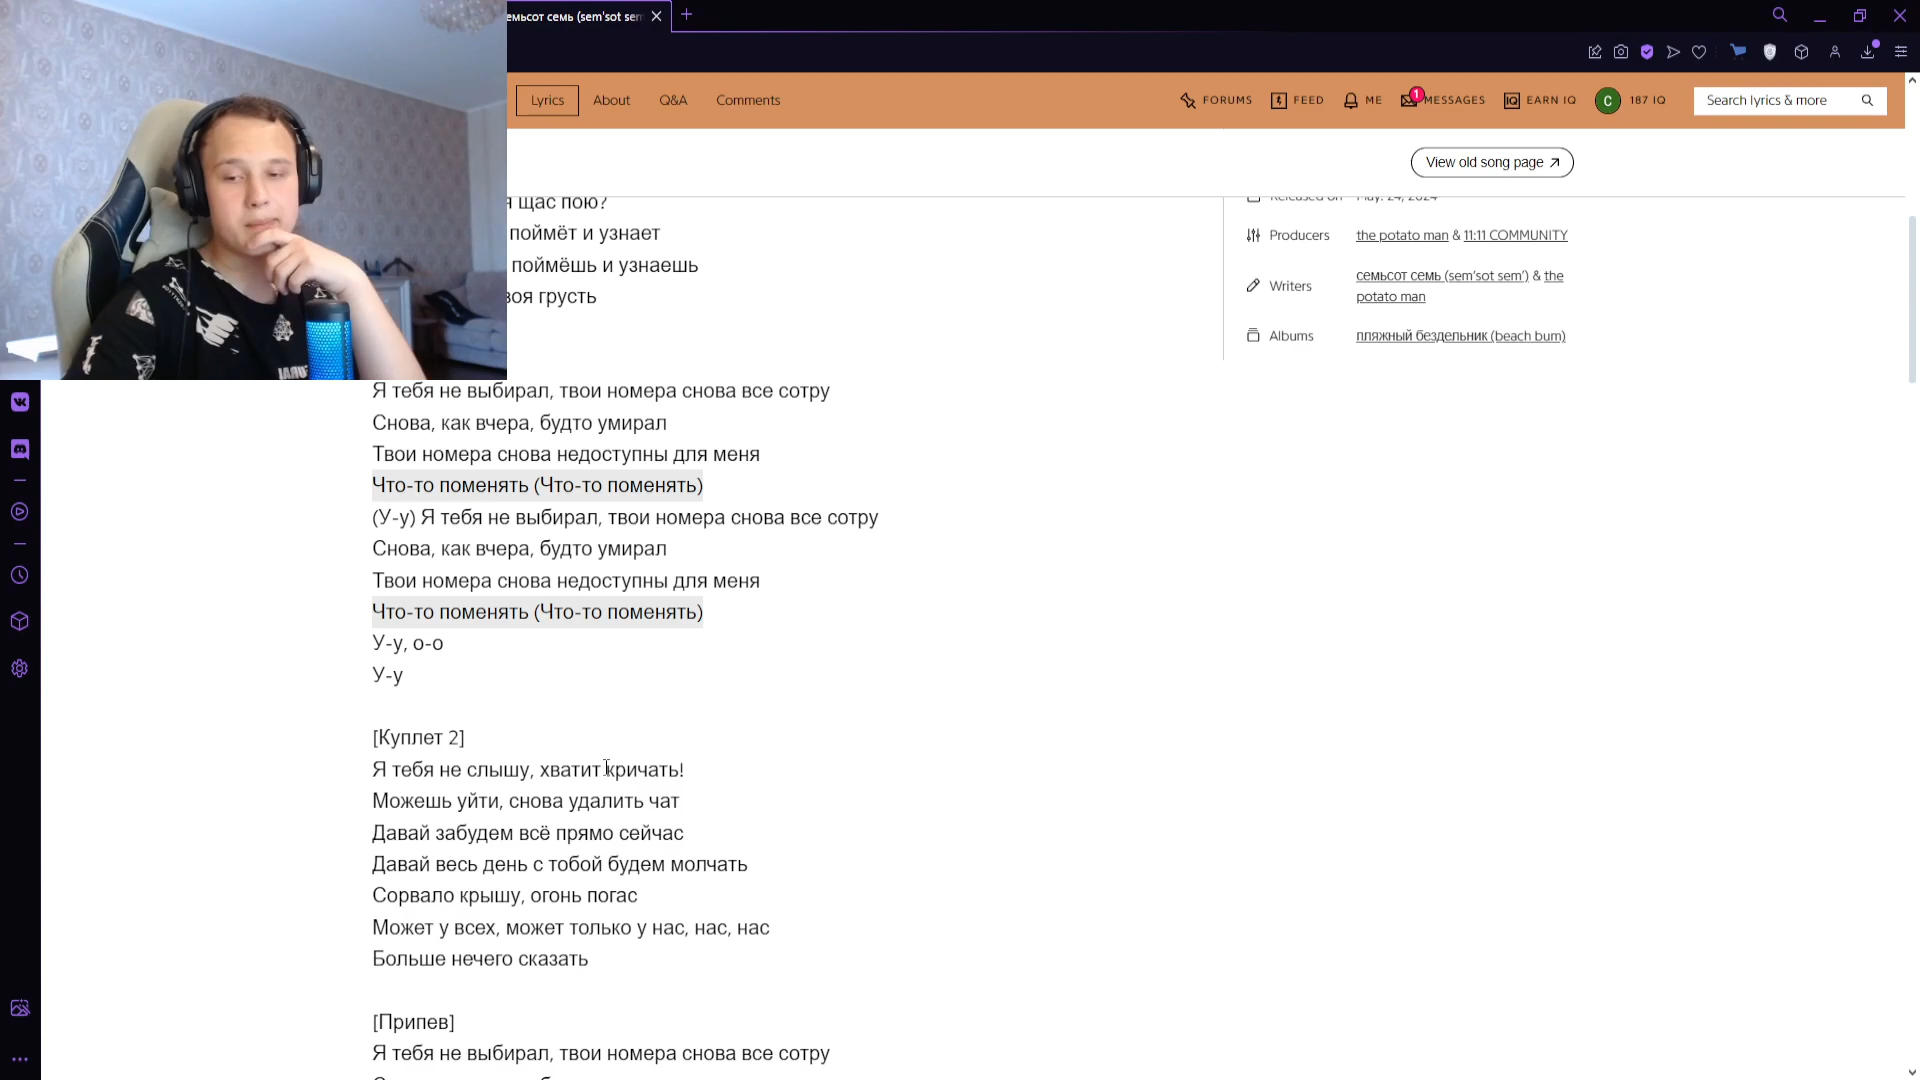 емьсот семь (sem'sot sem
Lyrics
About
Q&A
Comments
FORUMS
FEED
ME
1
MESSAGES
IQ
EARN IQ
C
187 IQ
Search lyrics & more
View old song page
щас пою?
поймёт и узнает
поймёшь и узнаешь
воя грусть
Released on May. 24, 2024
Producers the potato man & 11:11 COMMUNITY
Writers семьсот семь (sem'sot sem') & the
potato man
Albums пляжный бездельник (beach bum)
Я тебя не выбирал, твои номера снова все сотру
Снова, как вчера, будто умирал
Твои номера снова недоступны для меня
Что-то поменять (Что-то поменять)
(У-у) Я тебя не выбирал, твои номера снова все сотру
Снова, как вчера, будто умирал
Твои номера снова недоступны для меня
Что-то поменять (Что-то поменять)
У-у, о-о
У-у
[Куплет 2]
Я тебя не слышу, хватит кричать!
Можешь уйти, снова удалить чат
Давай забудем всё прямо сейчас
Давай весь день с тобой будем молчать
Сорвало крышу, огонь погас
Может у всех, может только у нас, нас, нас
Больше нечего сказать
[Припев]
Я тебя не выбирал, твои номера снова все сотру